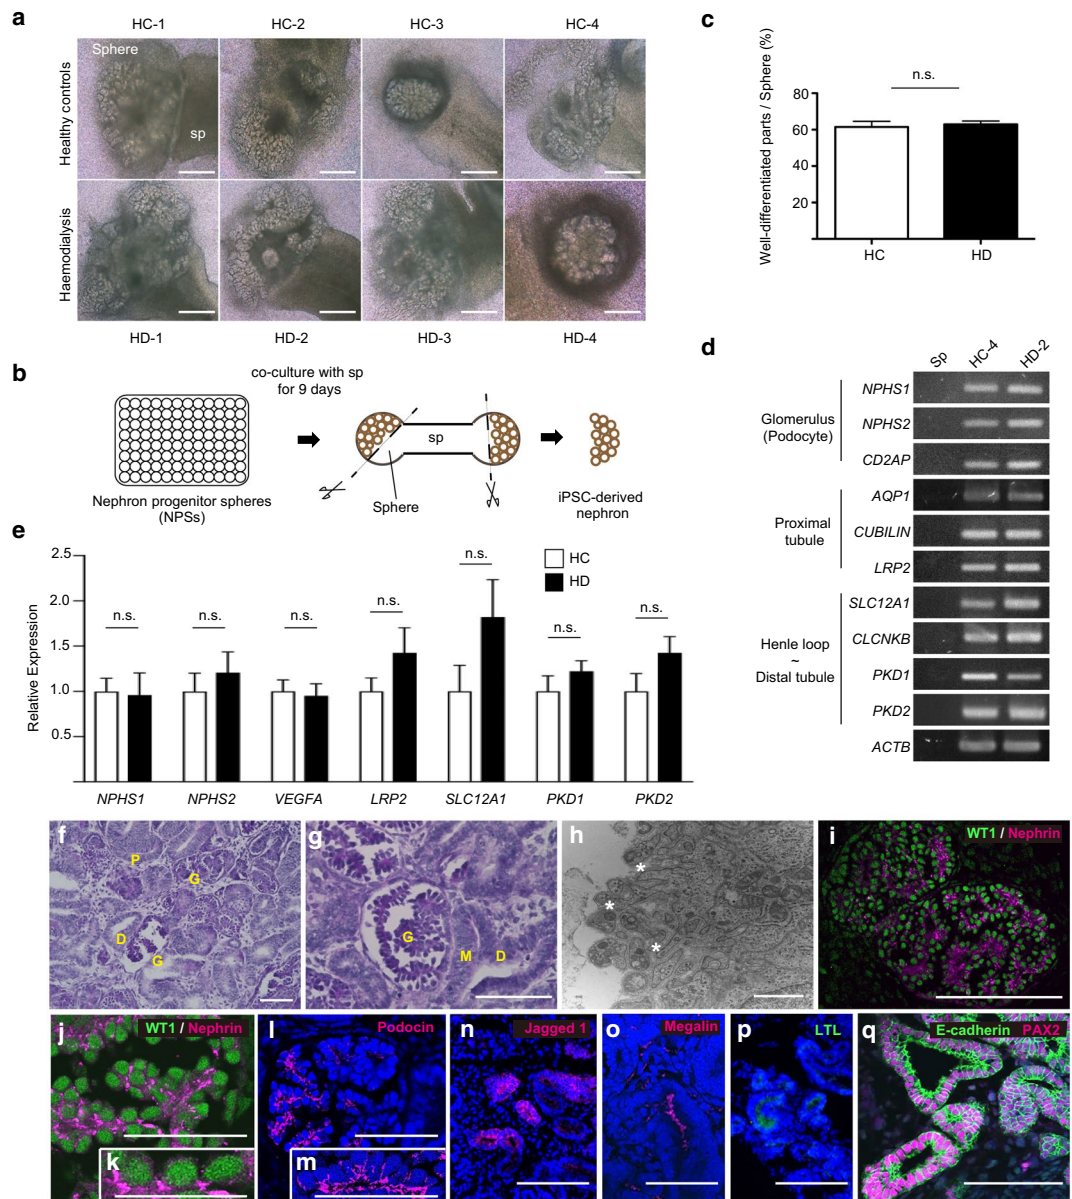 a
HC-1
HC-2
HC-3
HC-4
Healthy controls
Sphere
sp
Haemodialysis
HD-1
HD-2
HD-3
HD-4
b
co-culture with sp
for 9 days
sp
Nephron progenitor spheres
(NPSs)
Sphere
iPSC-derived
nephron
c
Well-differentiated parts / Sphere (%)
n.s.
80
60
40
20
HC
HD
d
Sp
HC-4
HD-2
Glomerulus
(Podocyte)
NPHS1
NPHS2
CD2AP
Proximal
tubule
AQP1
CUBILIN
LRP2
Henle loop
~
Distal tubule
SLC12A1
CLCNKB
PKD1
PKD2
ACTB
e
Relative Expression
2.5
2.0
1.5
1.0
0.5
HC
HD
n.s.
n.s.
n.s.
n.s.
n.s.
n.s.
n.s.
NPHS1
NPHS2
VEGFA
LRP2
SLC12A1
PKD1
PKD2
f
P
G
D
G
g
G
M
D
h
*
*
*
i
WT1 / Nephrin
j
WT1 / Nephrin
k
l
Podocin
m
n
Jagged 1
o
Megalin
p
LTL
q
E-cadherin PAX2